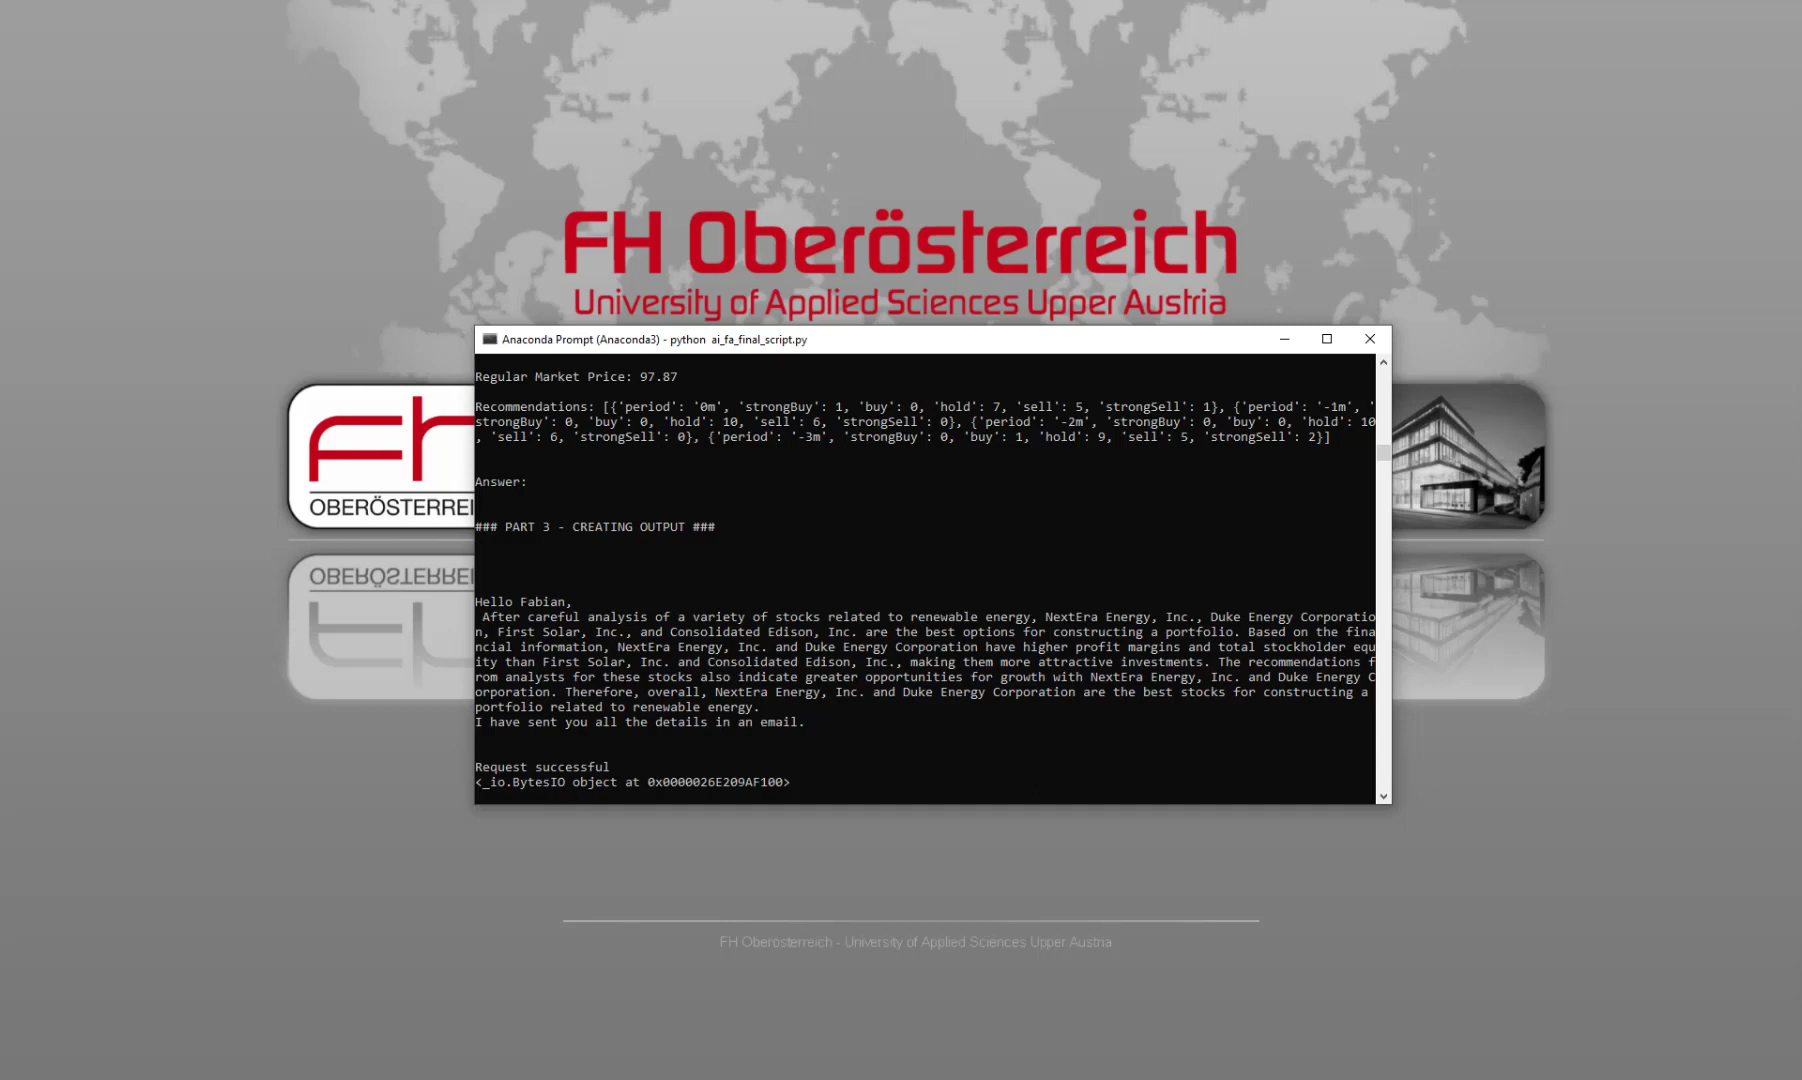 FH Oberösterreich
University of Applied Sciences Upper Austria
Anaconda Prompt (Anaconda3) - python  ai_fa_final_script.py
Regular Market Price: 97.87
Recommendations: [{'period': '0m', 'strongBuy': 1, 'buy': 0, 'hold': 7, 'sell': 5, 'strongSell': 1}, {'period': '-1m', '
strongBuy': 0, 'buy': 0, 'hold': 10, 'sell': 6, 'strongSell': 0}, {'period': '-2m', 'strongBuy': 0, 'buy': 0, 'hold': 10
, 'sell': 6, 'strongSell': 0}, {'period': '-3m', 'strongBuy': 0, 'buy': 1, 'hold': 9, 'sell': 5, 'strongSell': 2}]
Answer:
### PART 3 - CREATING OUTPUT ###
Hello Fabian,
After careful analysis of a variety of stocks related to renewable energy, NextEra Energy, Inc., Duke Energy Corporatio
n, First Solar, Inc., and Consolidated Edison, Inc. are the best options for constructing a portfolio. Based on the fina
ncial information, NextEra Energy, Inc. and Duke Energy Corporation have higher profit margins and total stockholder equ
ity than First Solar, Inc. and Consolidated Edison, Inc., making them more attractive investments. The recommendations f
rom analysts for these stocks also indicate greater opportunities for growth with NextEra Energy, Inc. and Duke Energy C
orporation. Therefore, overall, NextEra Energy, Inc. and Duke Energy Corporation are the best stocks for constructing a
portfolio related to renewable energy.
I have sent you all the details in an email.
Request successful
<_io.BytesIO object at 0x0000026E209AF100>
fh
OBERÖSTERREI
FH Oberösterreich - University of Applied Sciences Upper Austria